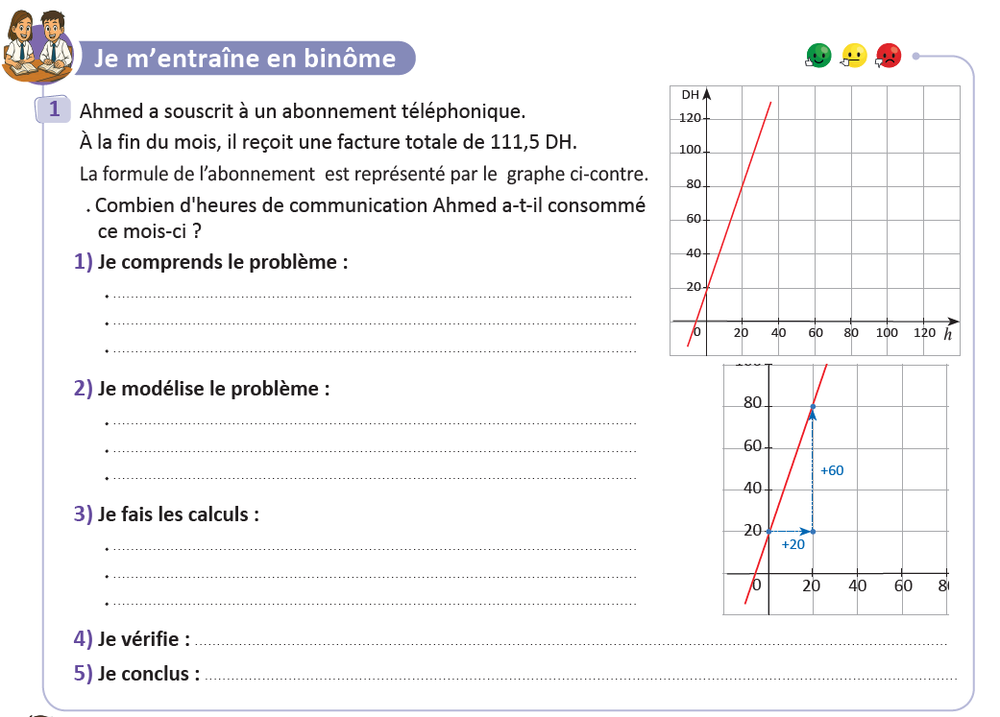 Je m'entraîne en binôme
1 Ahmed a souscrit à un abonnement téléphonique.
À la fin du mois, il reçoit une facture totale de 111,5 DH.
La formule de l'abonnement est représenté par le graphe ci-contre.
. Combien d'heures de communication Ahmed a-t-il consommé
ce mois-ci ?
1) Je comprends le problème :
2) Je modélise le problème :
3) Je fais les calculs :
4) Je vérifie :
5) Je conclus :
DH
120
100
80
60
40
20
0 20 40 60 80 100 120 h
80
60
+60
40
20
+20
0 20 40 60